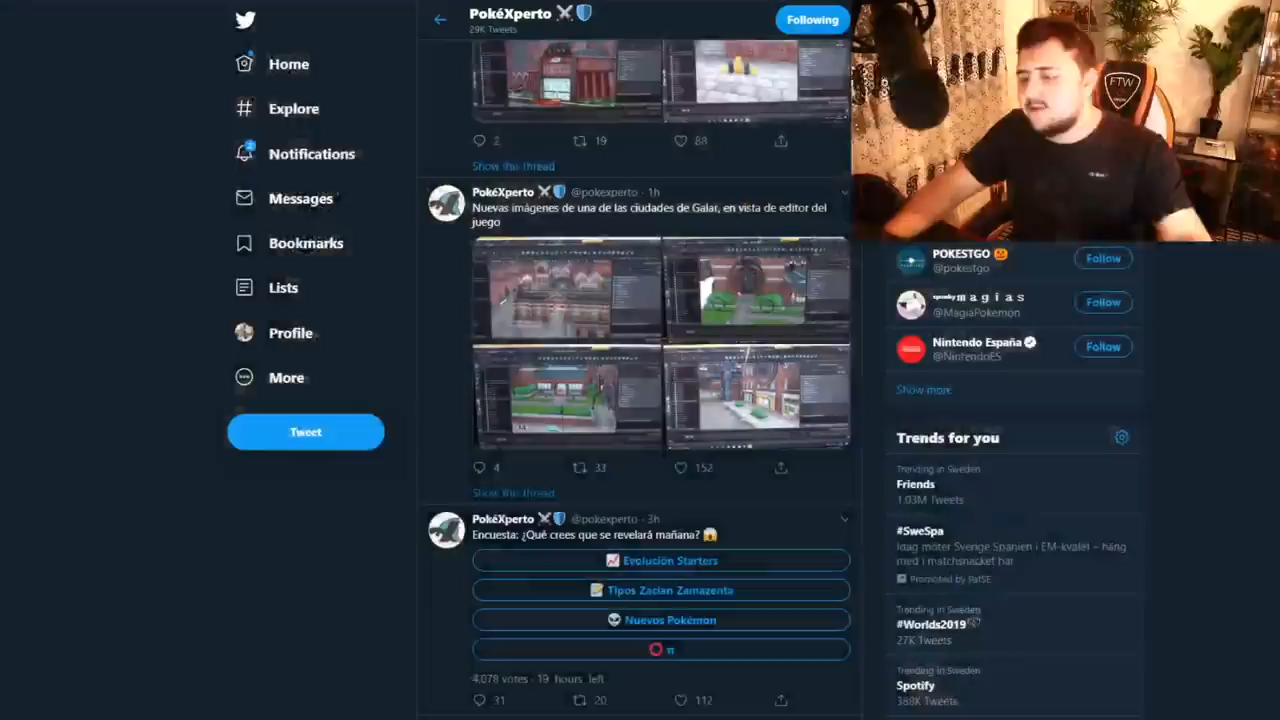 Home
Explore
Notifications
Messages
Bookmarks
Lists
Profile
More
Tweet
PokéXperto ⚔️🛡️
29K Tweets
Following
2
19
88
Show this thread
PokéXperto ⚔️🛡️ @pokexperto · 1h
Nuevas imágenes de una de las ciudades de Galar, en vista de editor del
juego
4
33
152
Show this thread
PokéXperto ⚔️🛡️ @pokexperto · 3h
Encuesta: ¿Qué crees que se revelará mañana? 😱
📈 Evolución Starters
📝 Tipos Zacian Zamazenta
👽 Nuevos Pokémon
⭕ π
4,078 votes · 19 hours left
31
20
112
FTW
POKESTGO 🎃
@pokestgo
Follow
spooky m a g i a s
@MagiaPokemon
Follow
Nintendo España
@NintendoES
Follow
Show more
Trends for you
Trending in Sweden
Friends
1.03M Tweets
#SweSpa
Idag möter Sverige Spanien i EM-kvalet – häng
med i matchsnacket här
Promoted by
Trending in Sweden
#Worlds2019
27K Tweets
Trending in Sweden
Spotify
388K Tweets